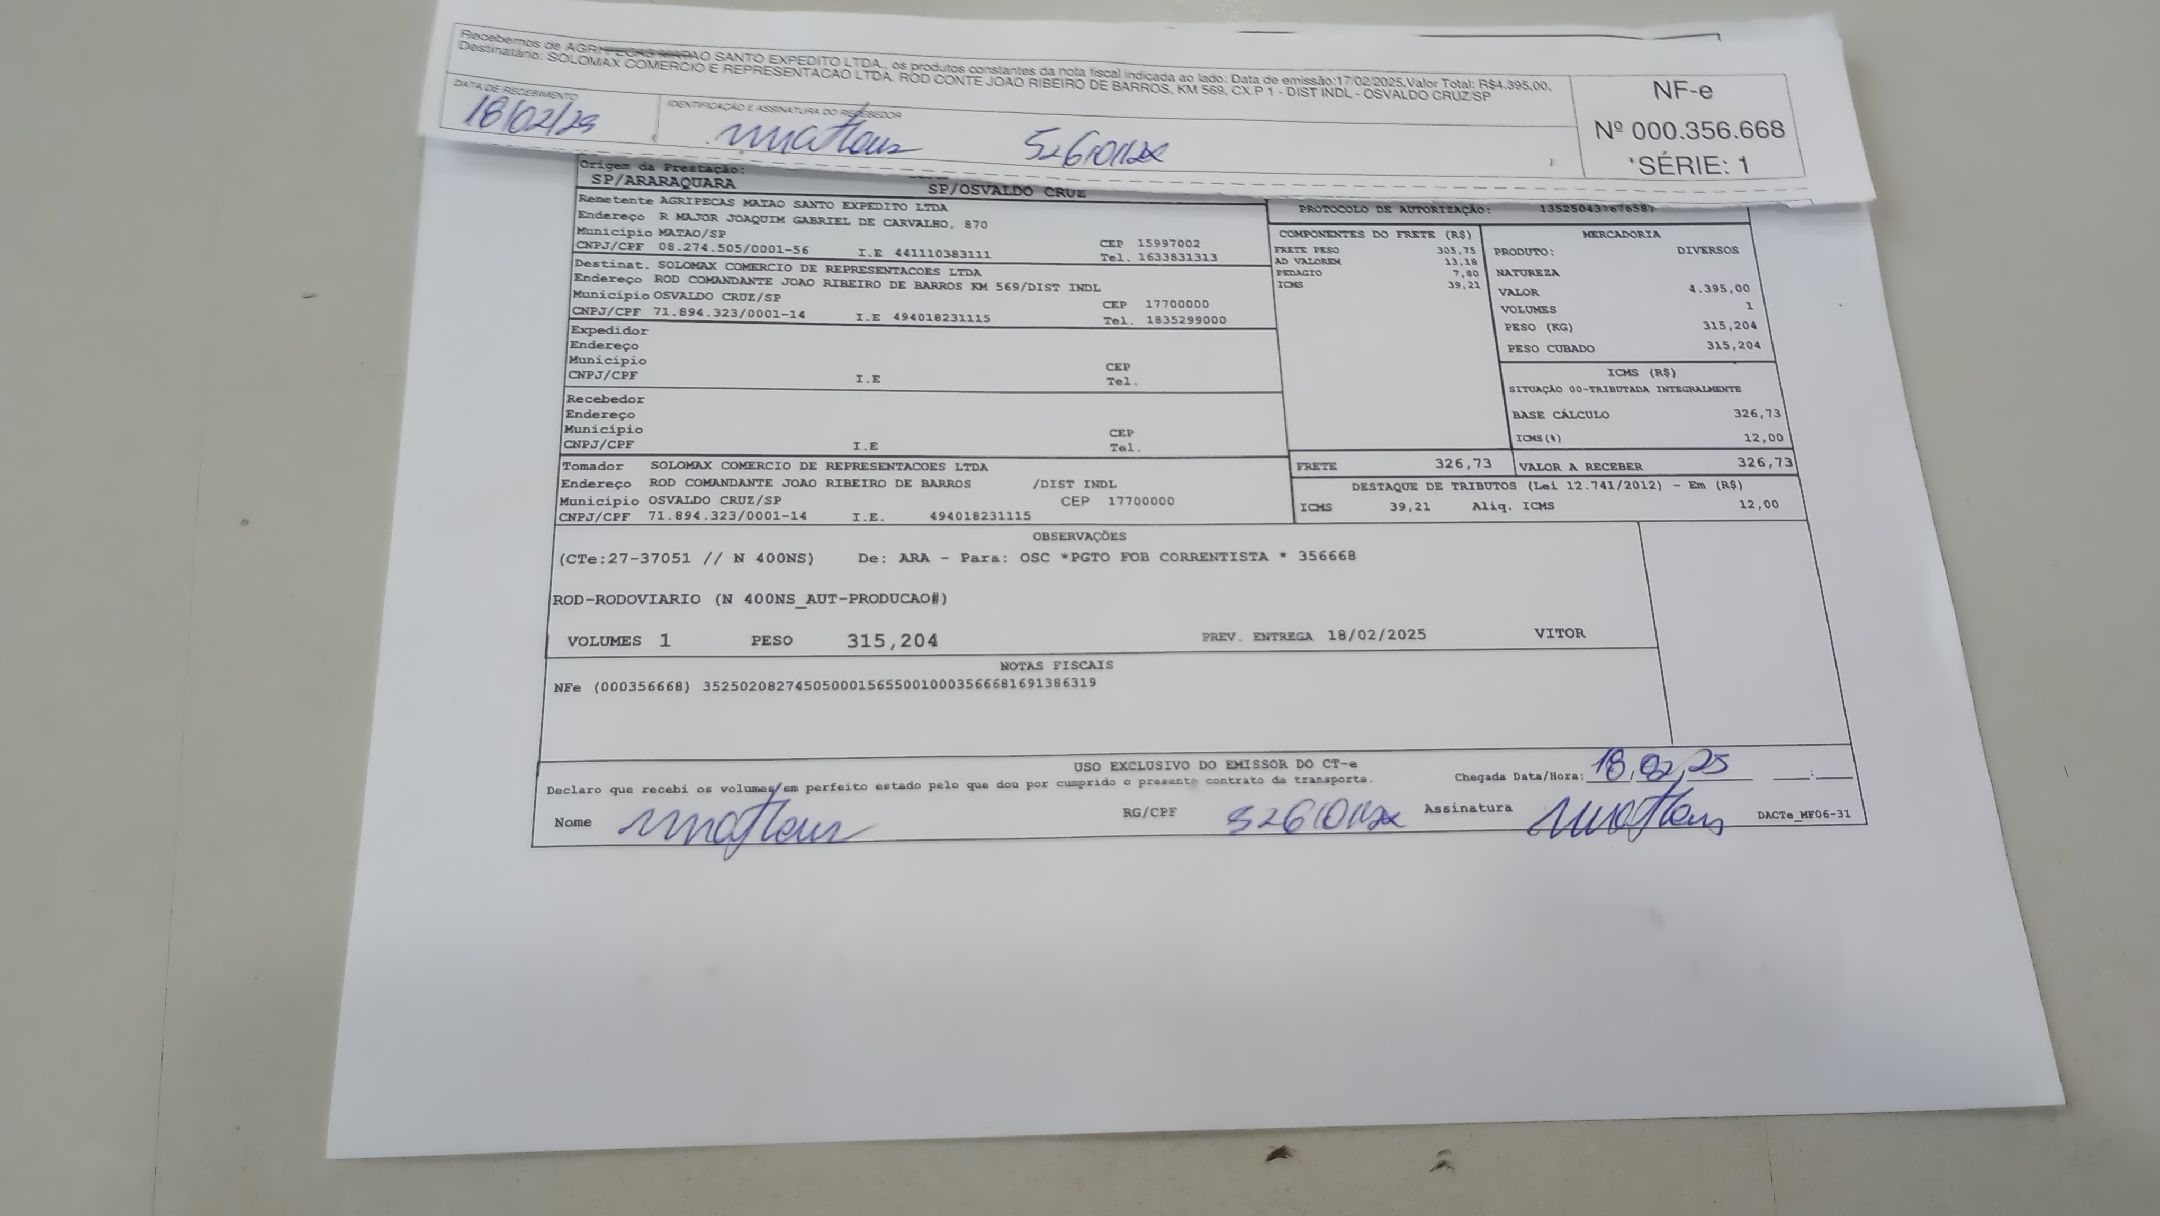 Recebemos de AGRIPECAS MATAO SANTO EXPEDITO LTDA., os produtos constantes da nota fiscal indicada ao lado: Data de emissão:17/02/2025,Valor Total: R$4.395,00,
Destinatário: SOLOMAX COMERCIO E REPRESENTACAO LTDA. ROD CONTE JOAO RIBEIRO DE BARROS, KM 569, CX.P 1 - DIST INDL - OSVALDO CRUZ/SP
DATA DE RECEBIMENTO
18/02/25
IDENTIFICAÇÃO E ASSINATURA DO RECEBEDOR
matheus
NF-e
Nº 000.356.668
SÉRIE: 1
Origem da Prestação:
SP/ARARAQUARA SP/OSVALDO CRUZ
Remetente AGRIPECAS MATAO SANTO EXPEDITO LTDA
Endereço R MAJOR JOAQUIM GABRIEL DE CARVALHO, 870
Município MATAO/SP CEP 15997002
CNPJ/CPF 08.274.505/0001-56 I.E 441110383111 Tel. 1633831313
Destinat. SOLOMAX COMERCIO DE REPRESENTACOES LTDA
Endereço ROD COMANDANTE JOAO RIBEIRO DE BARROS KM 569/DIST INDL
Município OSVALDO CRUZ/SP CEP 17700000
CNPJ/CPF 71.894.323/0001-14 I.E 494018231115 Tel. 1835299000
Expedidor
Endereço
Município CEP
CNPJ/CPF I.E Tel.
Recebedor
Endereço
Município CEP
CNPJ/CPF I.E Tel.
Tomador SOLOMAX COMERCIO DE REPRESENTACOES LTDA
Endereço ROD COMANDANTE JOAO RIBEIRO DE BARROS /DIST INDL
Município OSVALDO CRUZ/SP CEP 17700000
CNPJ/CPF 71.894.323/0001-14 I.E. 494018231115
PROTOCOLO DE AUTORIZAÇÃO: 135250437676587
COMPONENTES DO FRETE (R$)
FRETE PESO 305,75
AD VALOREM 13,18
PEDAGIO 7,80
ICMS 39,21
MERCADORIA
PRODUTO: DIVERSOS
NATUREZA
VALOR 4.395,00
VOLUMES 1
PESO (KG) 315,204
PESO CUBADO 315,204
ICMS (R$)
SITUAÇÃO 00-TRIBUTADA INTEGRALMENTE
BASE CÁLCULO 326,73
ICMS(%) 12,00
FRETE 326,73 VALOR A RECEBER 326,73
DESTAQUE DE TRIBUTOS (Lei 12.741/2012) - Em (R$)
ICMS 39,21 Aliq. ICMS 12,00
OBSERVAÇÕES
(CTe:27-37051 // N 400NS) De: ARA - Para: OSC *PGTO FOB CORRENTISTA * 356668
ROD-RODOVIARIO (N 400NS_AUT-PRODUCAO#)
VOLUMES 1 PESO 315,204 PREV. ENTREGA 18/02/2025 VITOR
NOTAS FISCAIS
NFe (000356668) 35250208274505000156550010003566681691386319
USO EXCLUSIVO DO EMISSOR DO CT-e
Declaro que recebi os volumes em perfeito estado pelo que dou por cumprido o presente contrato de transporte. Chegada Data/Hora: 18,02,25 __:__
Nome matheus RG/CPF Assinatura matheus DACTe_MF06-31